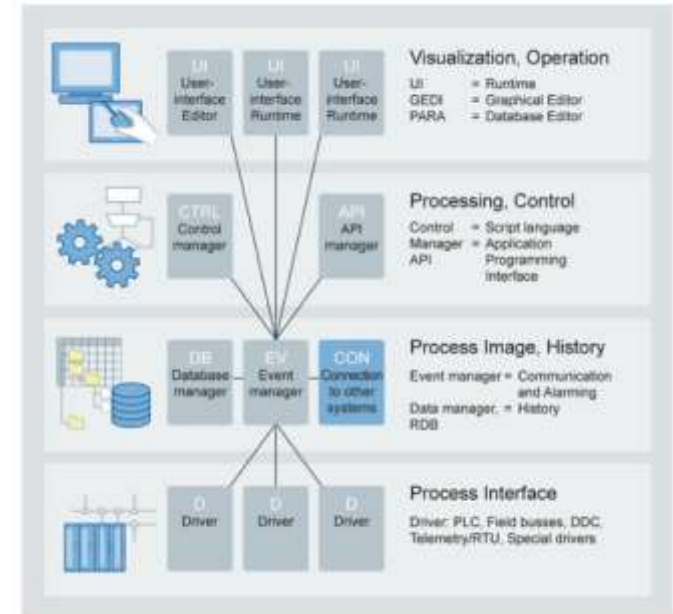 UI
User-
interface
Editor
UI
User-
interface
Runtime
UI
User-
interface
Runtime
Visualization, Operation
UI = Runtime
GEDI = Graphical Editor
PARA = Database Editor
CTRL
Control
manager
API
API
manager
Processing, Control
Control = Script language
Manager = Application
API Programming
Interface
DB
Database
manager
EV
Event
manager
CON
Connection
to other
systems
Process Image, History
Event manager = Communication
and Alarming
Data manager, = History
RDB
D
Driver
D
Driver
D
Driver
Process Interface
Driver: PLC, Field busses, DDC,
Telemetry/RTU, Special drivers